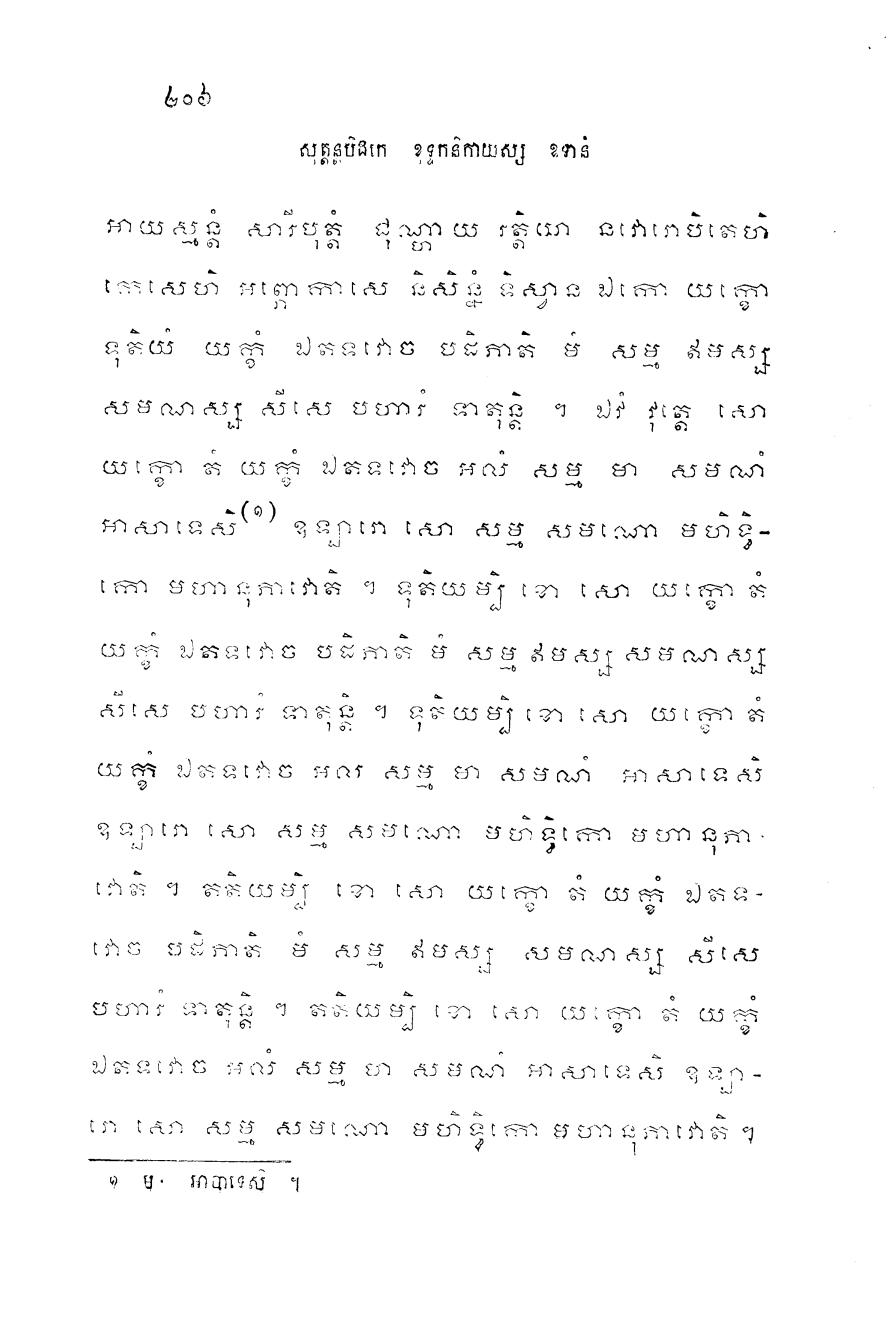 ២០៦
សុត្តន្តបិដកេ ខុទ្ទកនិកាយស្ស ឧទានំ
អាយស្មន្តំ សារីបុត្តំ ជុណ្ហាយ រត្តិយោ នវោរោបិតេហិ
កេសេហិ អព្ភោកាសេ និសិន្នំ ទិស្វាន ឯកោ យក្ខោ
ទុតិយំ យក្ខំ ឯតទវោច បដិភាតិ មំ សម្ម ឥមស្ស
សមណស្ស សីសេ បហារំ ទាតុន្តិ ។ ឯវំ វុត្តេ សោ
យក្ខោ តំ យក្ខំ ឯតទវោច អលំ សម្ម មា សមណំ
អាសាទេសិ(១) ឧឡារោ សោ សម្ម សមណោ មហិទ្ធិ-
កោ មហានុភាវោតិ ។ ទុតិយម្បិ ខោ សោ យក្ខោ តំ
យក្ខំ ឯតទវោច បដិភាតិ មំ សម្ម ឥមស្ស សមណស្ស
សីសេ បហារំ ទាតុន្តិ ។ ទុតិយម្បិ ខោ សោ យក្ខោ តំ
យក្ខំ ឯតទវោច អលំ សម្ម មា សមណំ អាសាទេសិ
ឧឡារោ សោ សម្ម សមណោ មហិទ្ធិកោ មហានុភា-
វោតិ ។ តតិយម្បិ ខោ សោ យក្ខោ តំ យក្ខំ ឯតទ-
វោច បដិភាតិ មំ សម្ម ឥមស្ស សមណស្ស សីសេ
បហារំ ទាតុន្តិ ។ តតិយម្បិ ខោ សោ យក្ខោ តំ យក្ខំ
ឯតទវោច អលំ សម្ម មា សមណំ អាសាទេសិ ឧឡា-
រោ សោ សម្ម សមណោ មហិទ្ធិកោ មហានុភាវោតិ ។
១ ម. អាបាទេសិ ។